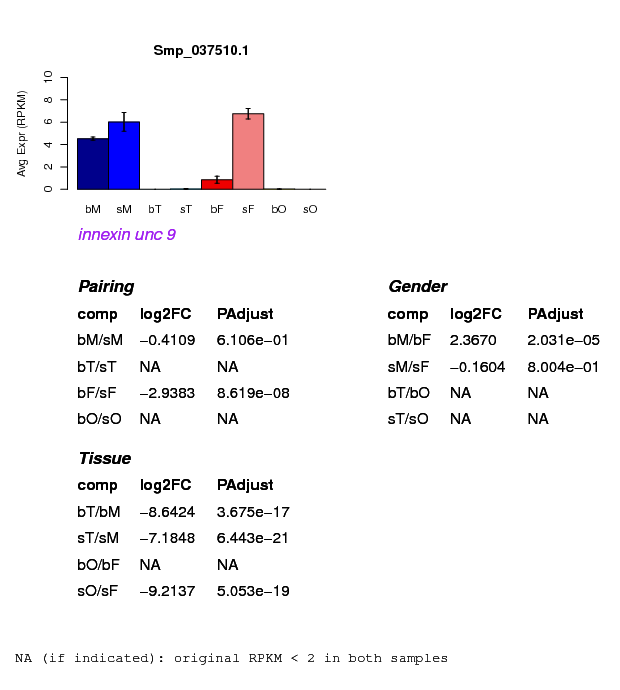 Smp_037510.1
Avg Expr (RPKM)
0 2 4 6 8 10
bM sM bT sT bF sF bO sO
innexin unc 9
Pairing
comp log2FC PAdjust
bM/sM −0.4109 6.106e−01
bT/sT NA NA
bF/sF −2.9383 8.619e−08
bO/sO NA NA
Gender
comp log2FC PAdjust
bM/bF 2.3670 2.031e−05
sM/sF −0.1604 8.004e−01
bT/bO NA NA
sT/sO NA NA
Tissue
comp log2FC PAdjust
bT/bM −8.6424 3.675e−17
sT/sM −7.1848 6.443e−21
bO/bF NA NA
sO/sF −9.2137 5.053e−19
NA (if indicated): original RPKM < 2 in both samples